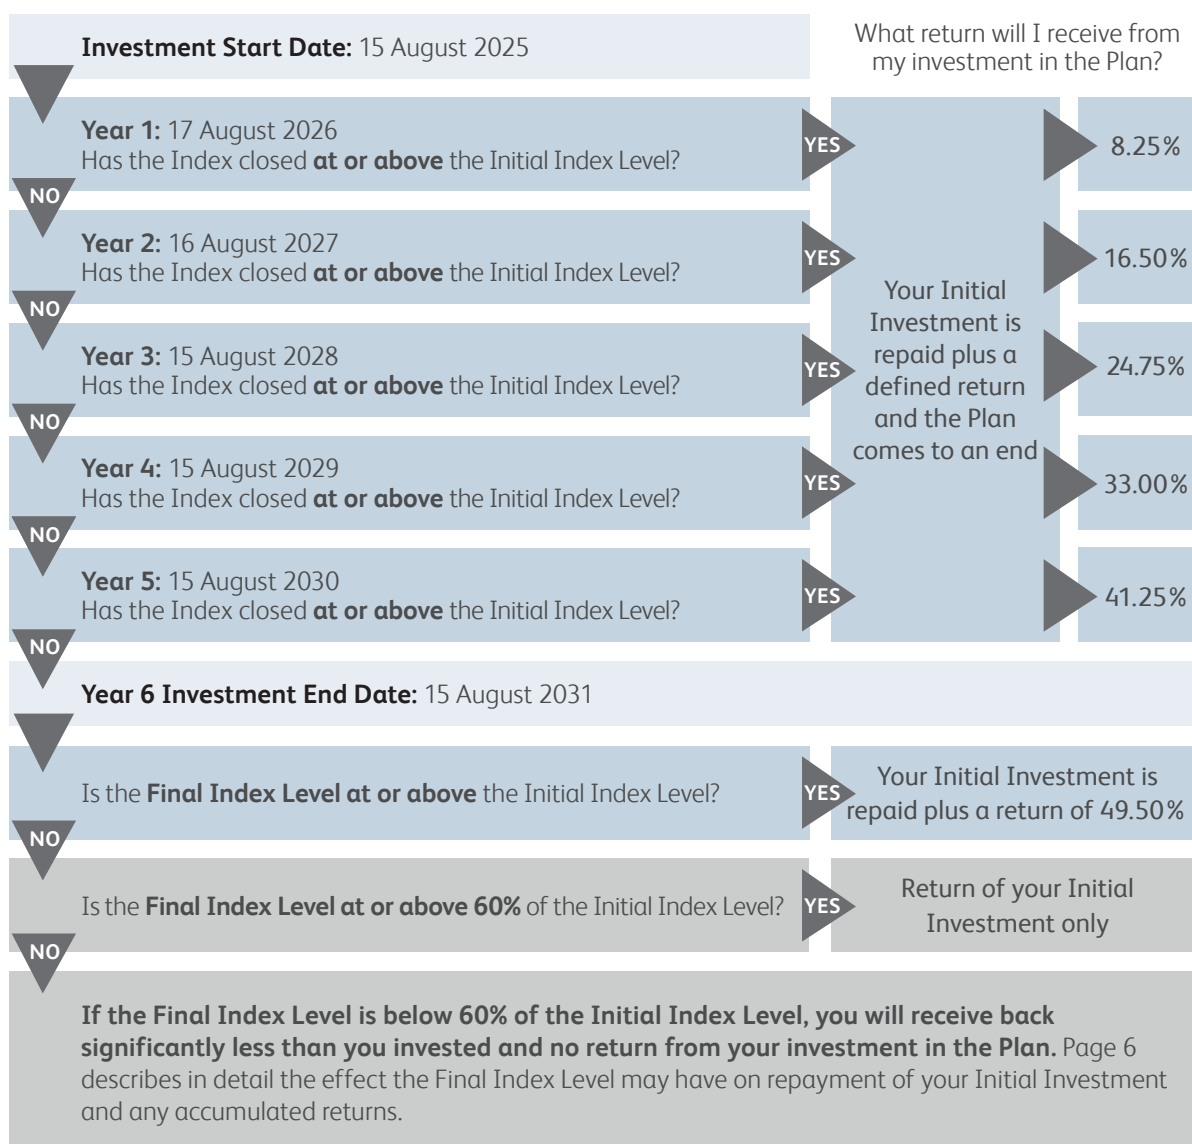 Investment Start Date: 15 August 2025
What return will I receive from
my investment in the Plan?
Year 1: 17 August 2026
Has the Index closed at or above the Initial Index Level?
YES
8.25%
NO
Year 2: 16 August 2027
Has the Index closed at or above the Initial Index Level?
YES
16.50%
NO
Year 3: 15 August 2028
Has the Index closed at or above the Initial Index Level?
YES
24.75%
NO
Year 4: 15 August 2029
Has the Index closed at or above the Initial Index Level?
YES
33.00%
NO
Year 5: 15 August 2030
Has the Index closed at or above the Initial Index Level?
YES
41.25%
NO
Your Initial
Investment is
repaid plus a
defined return
and the Plan
comes to an end
Year 6 Investment End Date: 15 August 2031
Is the Final Index Level at or above the Initial Index Level?
YES
Your Initial Investment is
repaid plus a return of 49.50%
NO
Is the Final Index Level at or above 60% of the Initial Index Level?
YES
Return of your Initial
Investment only
NO
If the Final Index Level is below 60% of the Initial Index Level, you will receive back
significantly less than you invested and no return from your investment in the Plan. Page 6
describes in detail the effect the Final Index Level may have on repayment of your Initial Investment
and any accumulated returns.